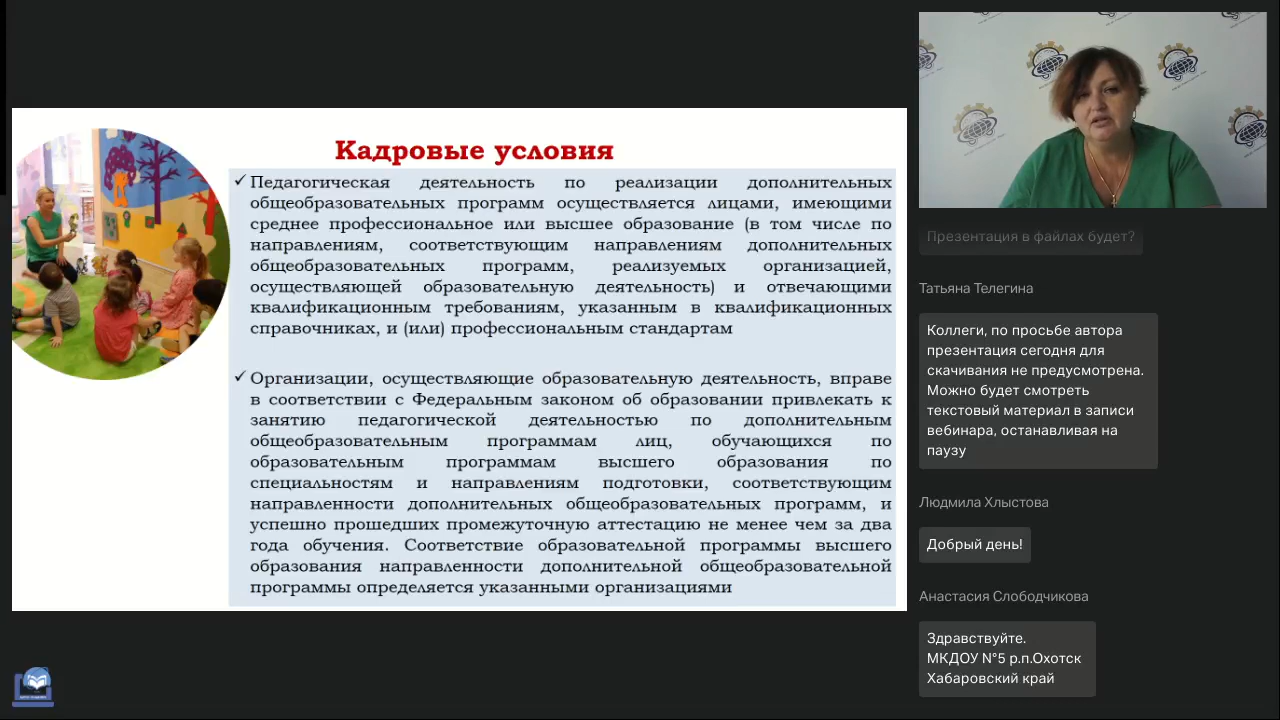 Кадровые условия
✓ Педагогическая деятельность по реализации дополнительных
общеобразовательных программ осуществляется лицами, имеющими
среднее профессиональное или высшее образование (в том числе по
направлениям, соответствующим направлениям дополнительных
общеобразовательных программ, реализуемых организацией,
осуществляющей образовательную деятельность) и отвечающими
квалификационным требованиям, указанным в квалификационных
справочниках, и (или) профессиональным стандартам
✓ Организации, осуществляющие образовательную деятельность, вправе
в соответствии с Федеральным законом об образовании привлекать к
занятию педагогической деятельностью по дополнительным
общеобразовательным программам лиц, обучающихся по
образовательным программам высшего образования по
специальностям и направлениям подготовки, соответствующим
направленности дополнительных общеобразовательных программ, и
успешно прошедших промежуточную аттестацию не менее чем за два
года обучения. Соответствие образовательной программы высшего
образования направленности дополнительной общеобразовательной
программы определяется указанными организациями
Презентация в файлах будет?
Татьяна Телегина
Коллеги, по просьбе автора
презентация сегодня для
скачивания не предусмотрена.
Можно будет смотреть
текстовый материал в записи
вебинара, останавливая на
паузу
Людмила Хлыстова
Добрый день!
Анастасия Слободчикова
Здравствуйте.
МКДОУ №5 р.п.Охотск
Хабаровский край